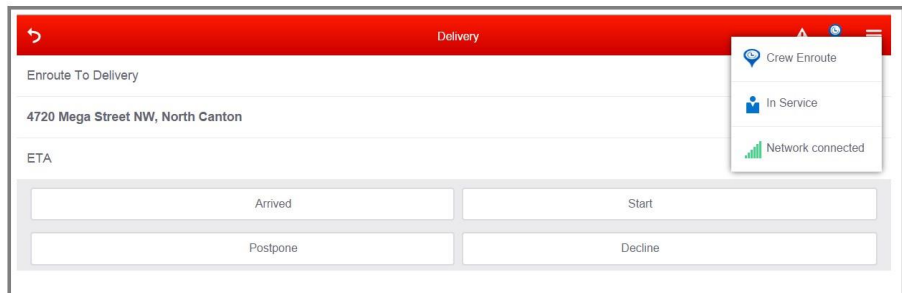 Delivery
Crew Enroute
Enroute To Delivery
In Service
4720 Mega Street NW, North Canton
Network connected
ETA
Arrived
Start
Postpone
Decline